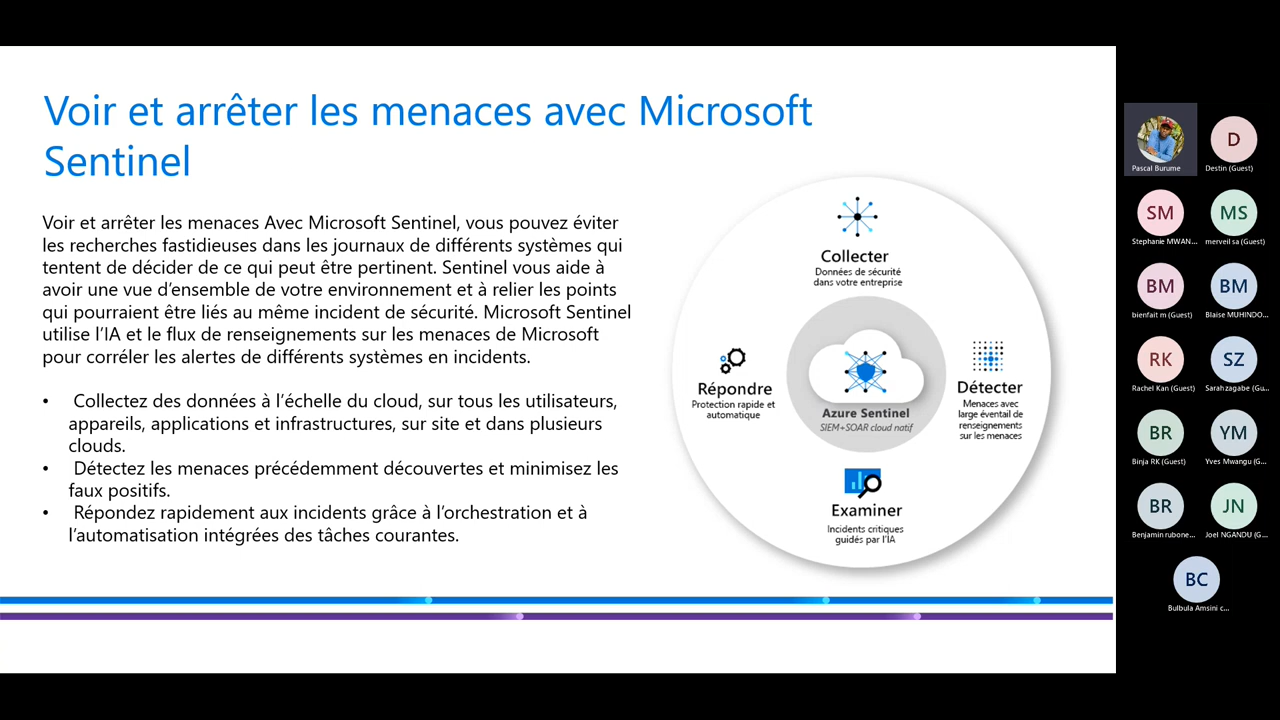 Voir et arrêter les menaces avec Microsoft
Sentinel
Voir et arrêter les menaces Avec Microsoft Sentinel, vous pouvez éviter
les recherches fastidieuses dans les journaux de différents systèmes qui
tentent de décider de ce qui peut être pertinent. Sentinel vous aide à
avoir une vue d’ensemble de votre environnement et à relier les points
qui pourraient être liés au même incident de sécurité. Microsoft Sentinel
utilise l’IA et le flux de renseignements sur les menaces de Microsoft
pour corréler les alertes de différents systèmes en incidents.
• Collectez des données à l’échelle du cloud, sur tous les utilisateurs,
appareils, applications et infrastructures, sur site et dans plusieurs
clouds.
• Détectez les menaces précédemment découvertes et minimisez les
faux positifs.
• Répondez rapidement aux incidents grâce à l’orchestration et à
l’automatisation intégrées des tâches courantes.
Collecter
Données de sécurité
dans votre entreprise
Répondre
Protection rapide et
automatique
Azure Sentinel
SIEM+SOAR cloud natif
Détecter
Menaces avec
large éventail de
renseignements
sur les menaces
Examiner
Incidents critiques
guidés par l'IA
Pascal Burume
D
Destin (Guest)
SM
Stephanie MWAN...
MS
merveil sa (Guest)
BM
bienfait m (Guest)
BM
Blaise MUHINDO...
RK
Rachel Kan (Guest)
SZ
Sarahzagabe (Gu...
BR
Binja RK (Guest)
YM
Yves Mwangu (G...
BR
Benjamin rubone...
JN
Joel NGANDU (G...
BC
Bulbula Amsini c...